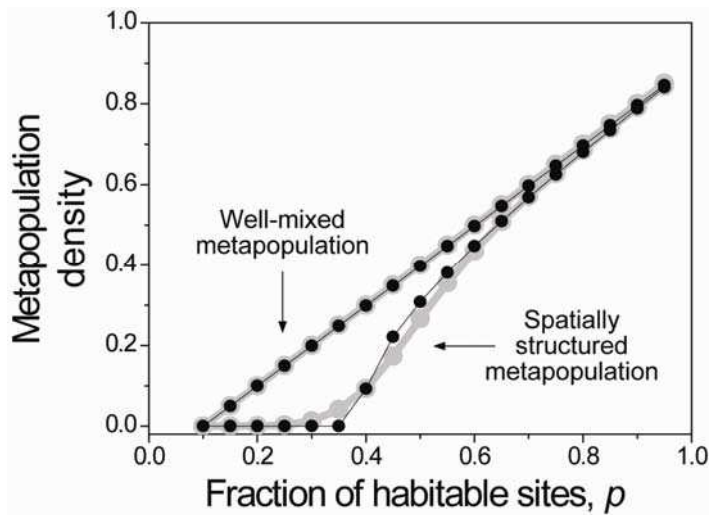 1.0
0.8
0.6
0.4
0.2
0.0
Metapopulation
density
Well-mixed
metapopulation
Spatially
structured
metapopulation
0.0 0.2 0.4 0.6 0.8 1.0
Fraction of habitable sites, p